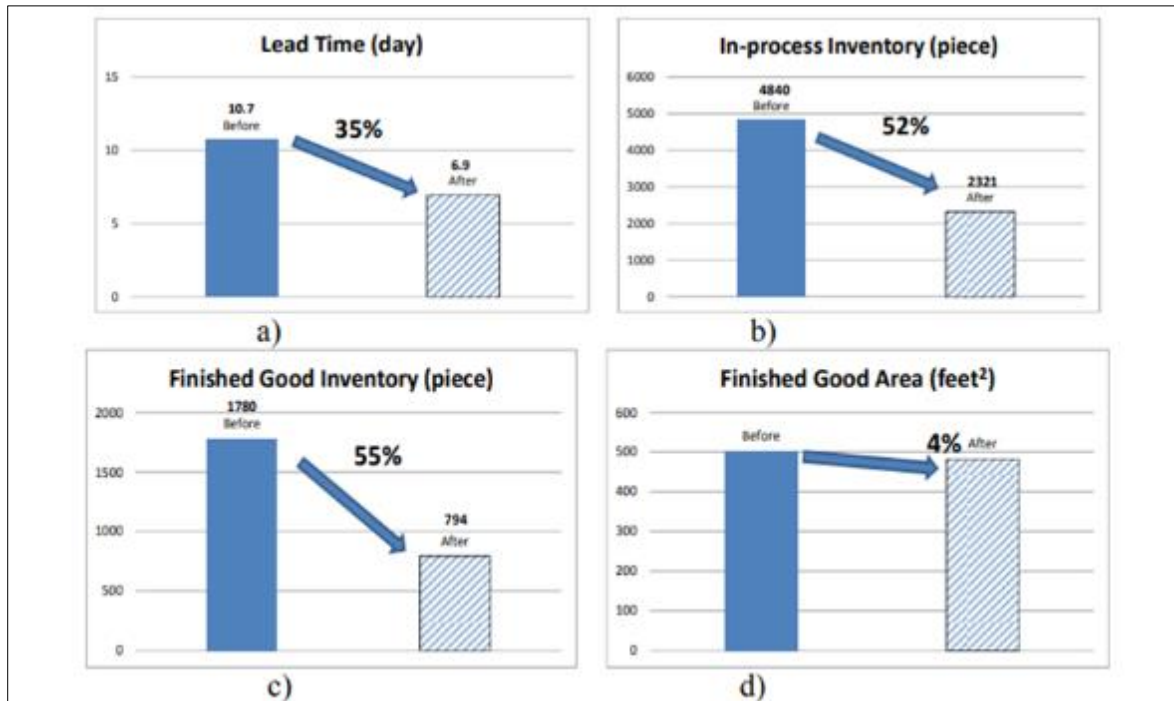 Lead Time (day)
15
10.7
Before
35%
10
6.9
After
5
0
a)
In-process Inventory (piece)
6000
4840
Before
5000
52%
4000
3000
2321
After
2000
1000
0
b)
Finished Good Inventory (piece)
2000
1780
Before
1500
55%
1000
794
After
500
0
c)
Finished Good Area (feet²)
600
Before
4% After
500
400
300
200
100
0
d)